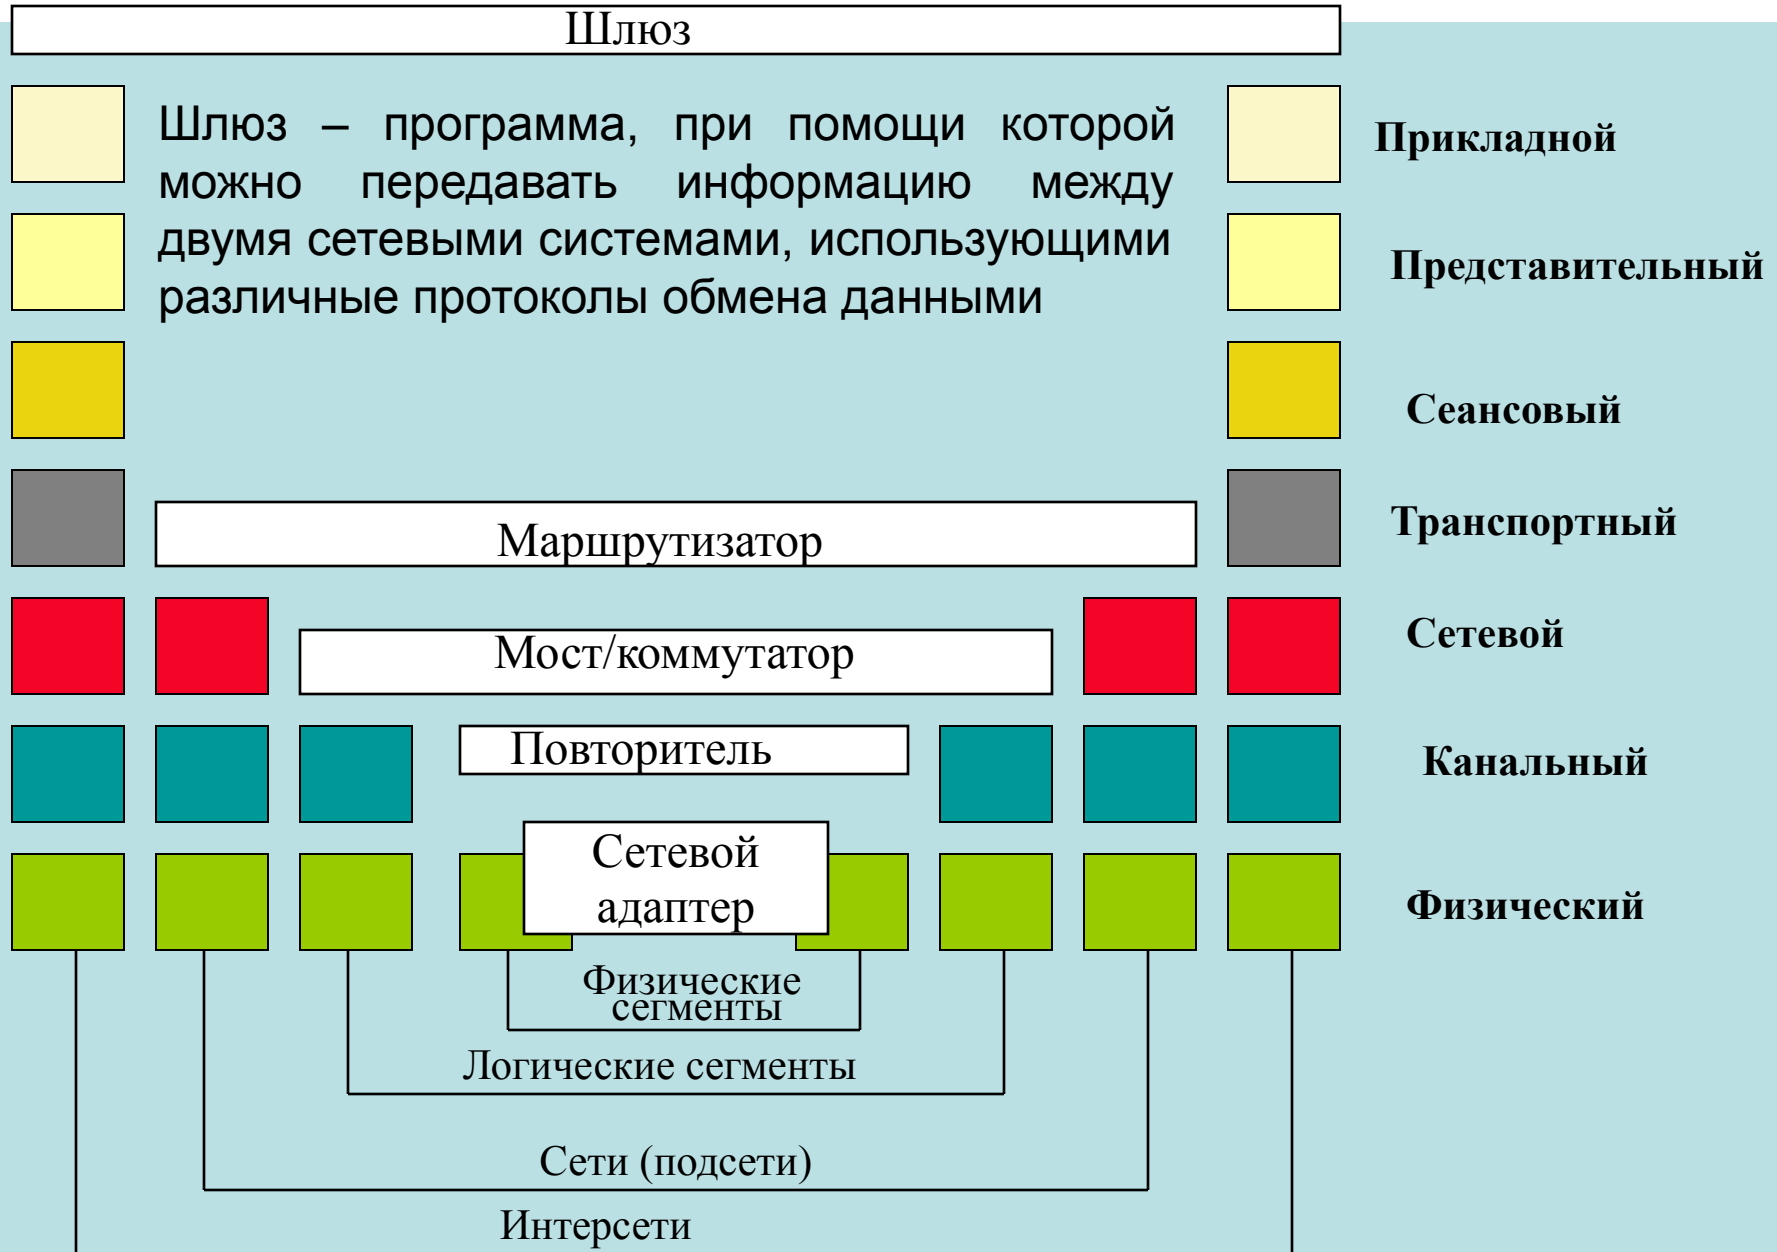 Шлюз
Шлюз – программа, при помощи которой
можно передавать информацию между
двумя сетевыми системами, использующими
различные протоколы обмена данными
Прикладной
Представительный
Сеансовый
Маршрутизатор
Транспортный
Мост/коммутатор
Сетевой
Повторитель
Канальный
Сетевой
адаптер
Физический
Физические
сегменты
Логические сегменты
Сети (подсети)
Интерсети